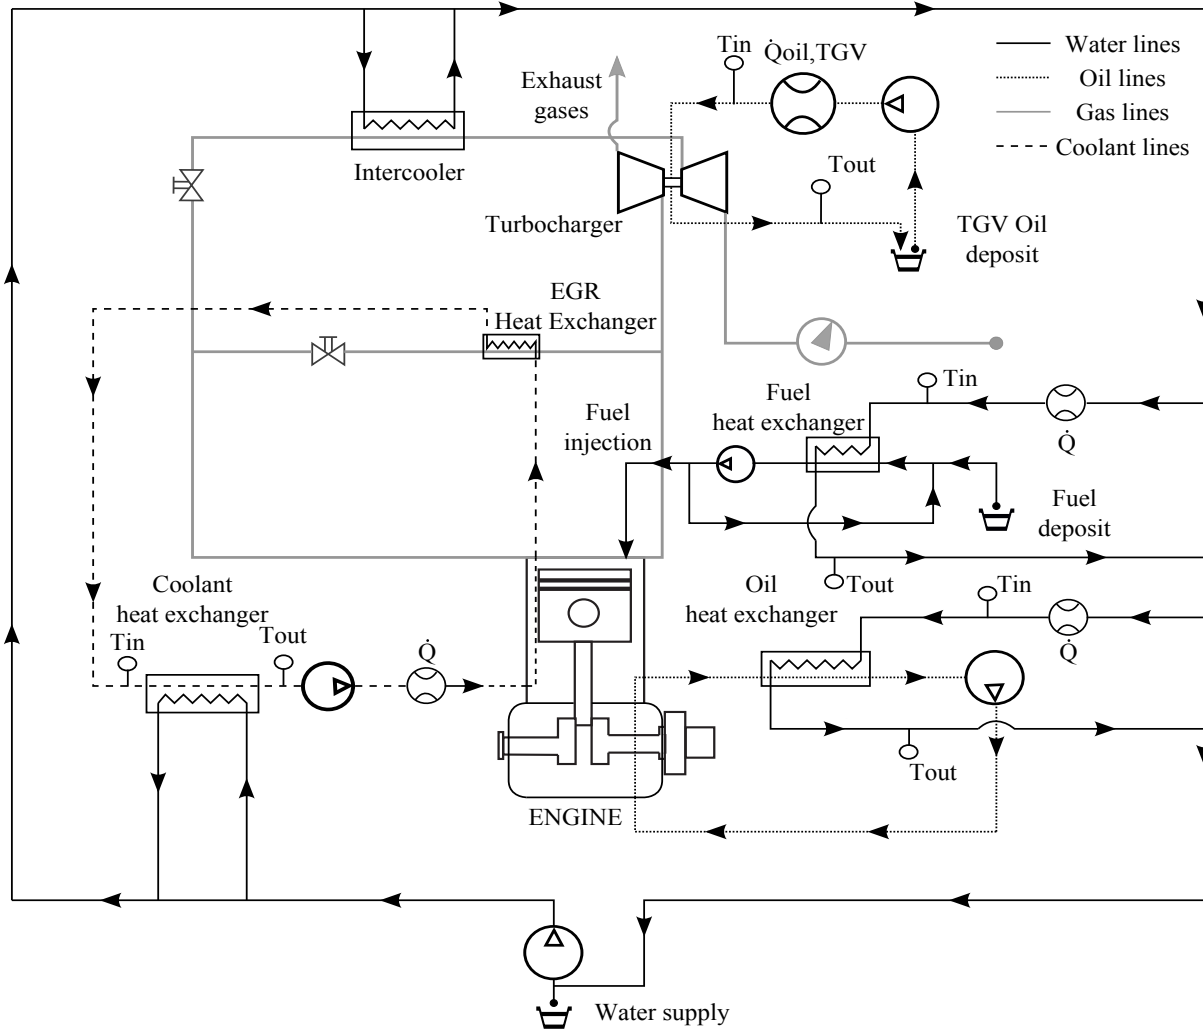 Tin
Q̇oil,TGV
Water lines
Oil lines
Gas lines
Coolant lines
Exhaust
gases
Intercooler
Tout
Turbocharger
TGV Oil
deposit
EGR
Heat Exchanger
Fuel
heat exchanger
Tin
Q̇
Fuel
injection
Fuel
deposit
Tout
Oil
heat exchanger
Tin
Q̇
Coolant
heat exchanger
Tin
Tout
Q̇
Tout
ENGINE
Water supply